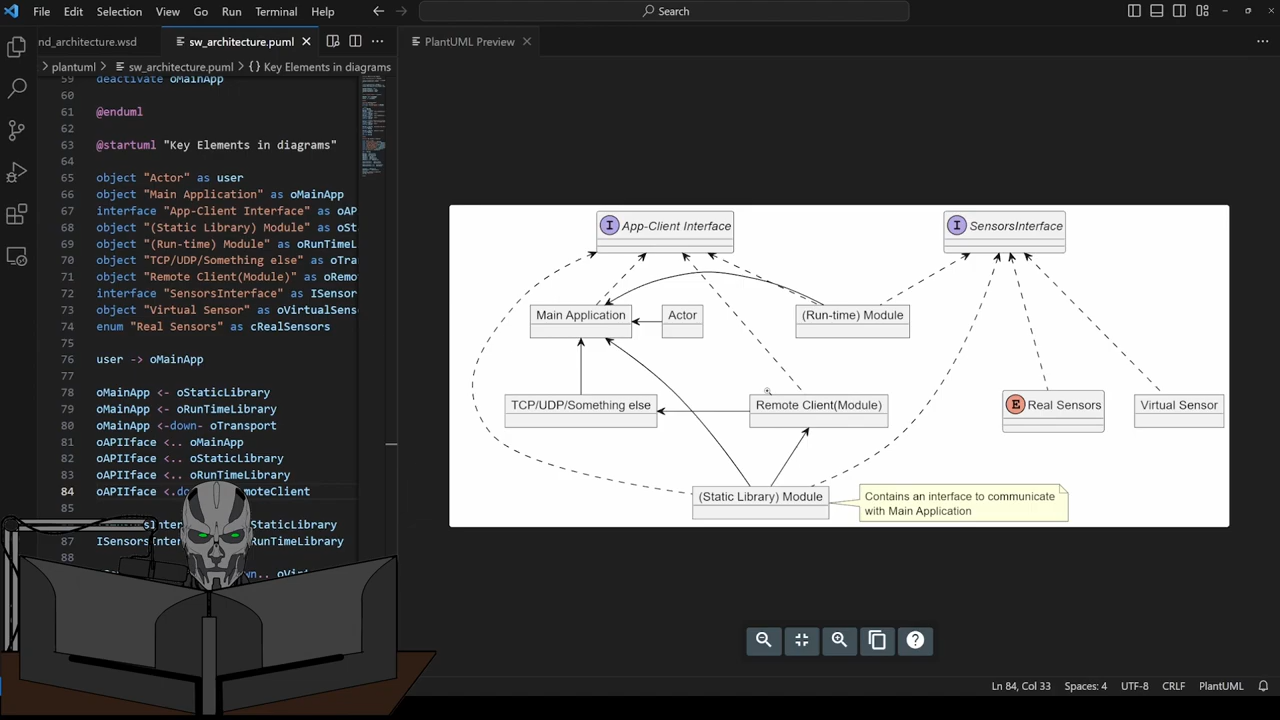 File Edit Selection View Go Run Terminal Help
Search
nd_architecture.wsd
sw_architecture.puml
PlantUML Preview
plantuml > sw_architecture.puml > {} Key Elements in diagrams
59 deactivate oMainApp
60
61 @enduml
62
63 @startuml "Key Elements in diagrams"
64
65 object "Actor" as user
66 object "Main Application" as oMainApp
67 interface "App-Client Interface" as oAP
68 object "(Static Library) Module" as oSt
69 object "(Run-time) Module" as oRunTimeL
70 object "TCP/UDP/Something else" as oTra
71 object "Remote Client(Module)" as oRemo
72 interface "SensorsInterface" as ISensor
73 object "Virtual Sensor" as oVirtualSens
74 enum "Real Sensors" as cRealSensors
75
76 user -> oMainApp
77
78 oMainApp <- oStaticLibrary
79 oMainApp <- oRunTimeLibrary
80 oMainApp <-down- oTransport
81 oAPIIface <.. oMainApp
82 oAPIIface <.. oStaticLibrary
83 oAPIIface <.. oRunTimeLibrary
84 oAPIIface <.do moteClient
85
sInter StaticLibrary
87 ISensorsInter RunTimeLibrary
88
wn.. oVirt
I App-Client Interface
I SensorsInterface
Main Application
Actor
(Run-time) Module
TCP/UDP/Something else
Remote Client(Module)
E Real Sensors
Virtual Sensor
(Static Library) Module
Contains an interface to communicate
with Main Application
Ln 84, Col 33 Spaces: 4 UTF-8 CRLF PlantUML